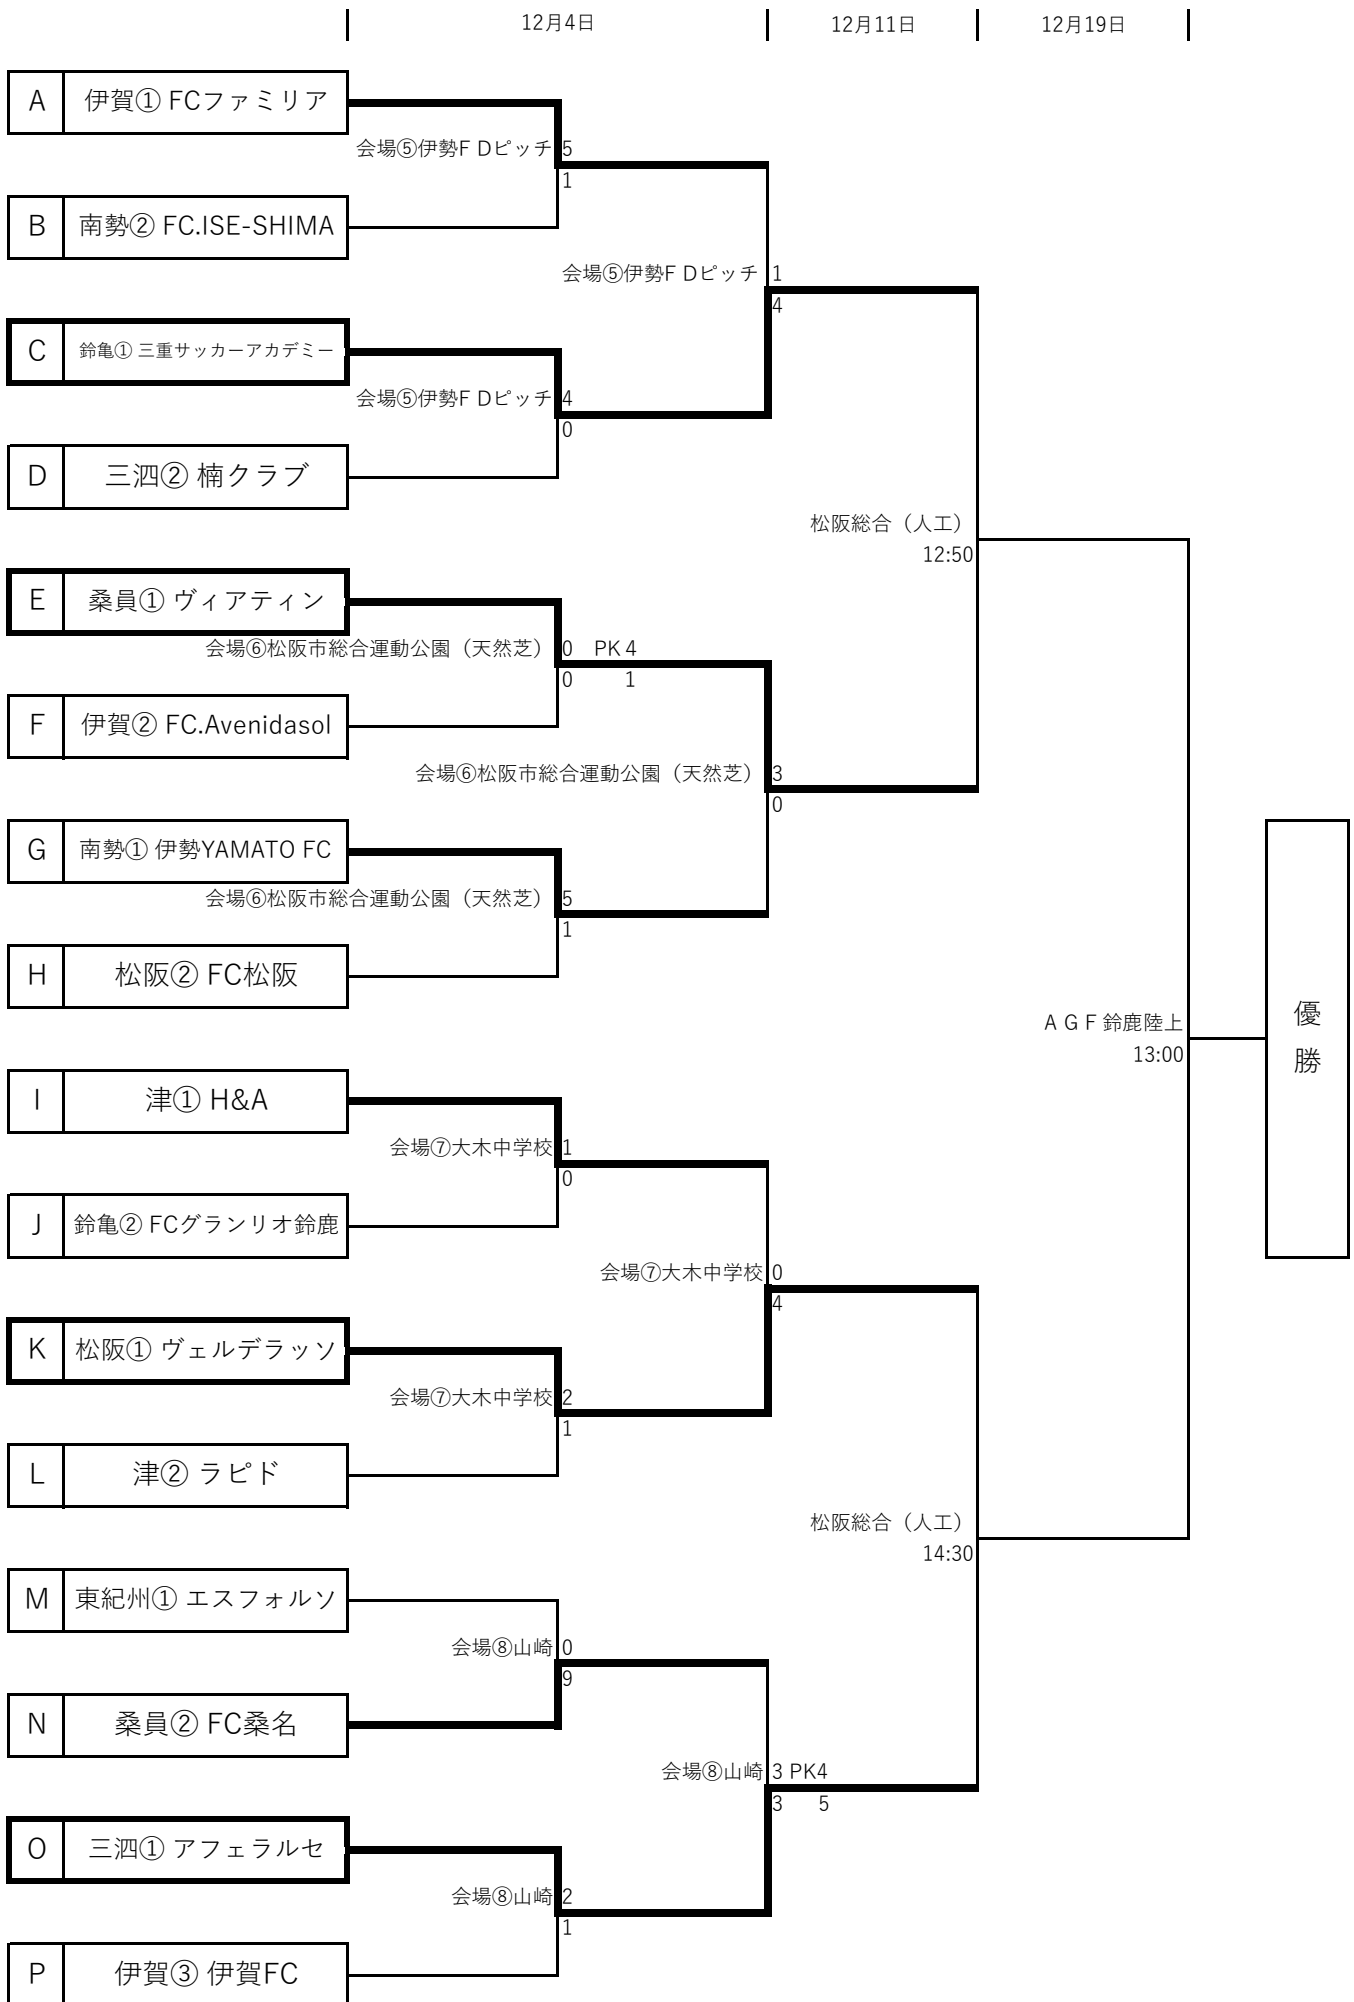 12月4日
12月11日
12月19日
A 伊賀① FCファミリア
会場⑤伊勢F Dピッチ 5
1
B 南勢② FC.ISE-SHIMA
会場⑤伊勢F Dピッチ 1
4
C 鈴亀① 三重サッカーアカデミー
会場⑤伊勢F Dピッチ 4
0
D 三泗② 楠クラブ
松阪総合（人工）
12:50
E 桑員① ヴィアティン
会場⑥松阪市総合運動公園（天然芝） 0 PK 4
0 1
F 伊賀② FC.Avenidasol
会場⑥松阪市総合運動公園（天然芝） 3
0
G 南勢① 伊勢YAMATO FC
会場⑥松阪市総合運動公園（天然芝） 5
1
H 松阪② FC松阪
ＡＧＦ鈴鹿陸上
13:00
優
勝
I 津① H&A
会場⑦大木中学校 1
0
J 鈴亀② FCグランリオ鈴鹿
会場⑦大木中学校 0
4
K 松阪① ヴェルデラッソ
会場⑦大木中学校 2
1
L 津② ラピド
松阪総合（人工）
14:30
M 東紀州① エスフォルソ
会場⑧山崎 0
9
N 桑員② FC桑名
会場⑧山崎 3 PK4
3 5
O 三泗① アフェラルセ
会場⑧山崎 2
1
P 伊賀③ 伊賀FC